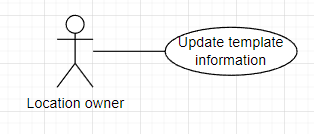 Update template
information
Location owner